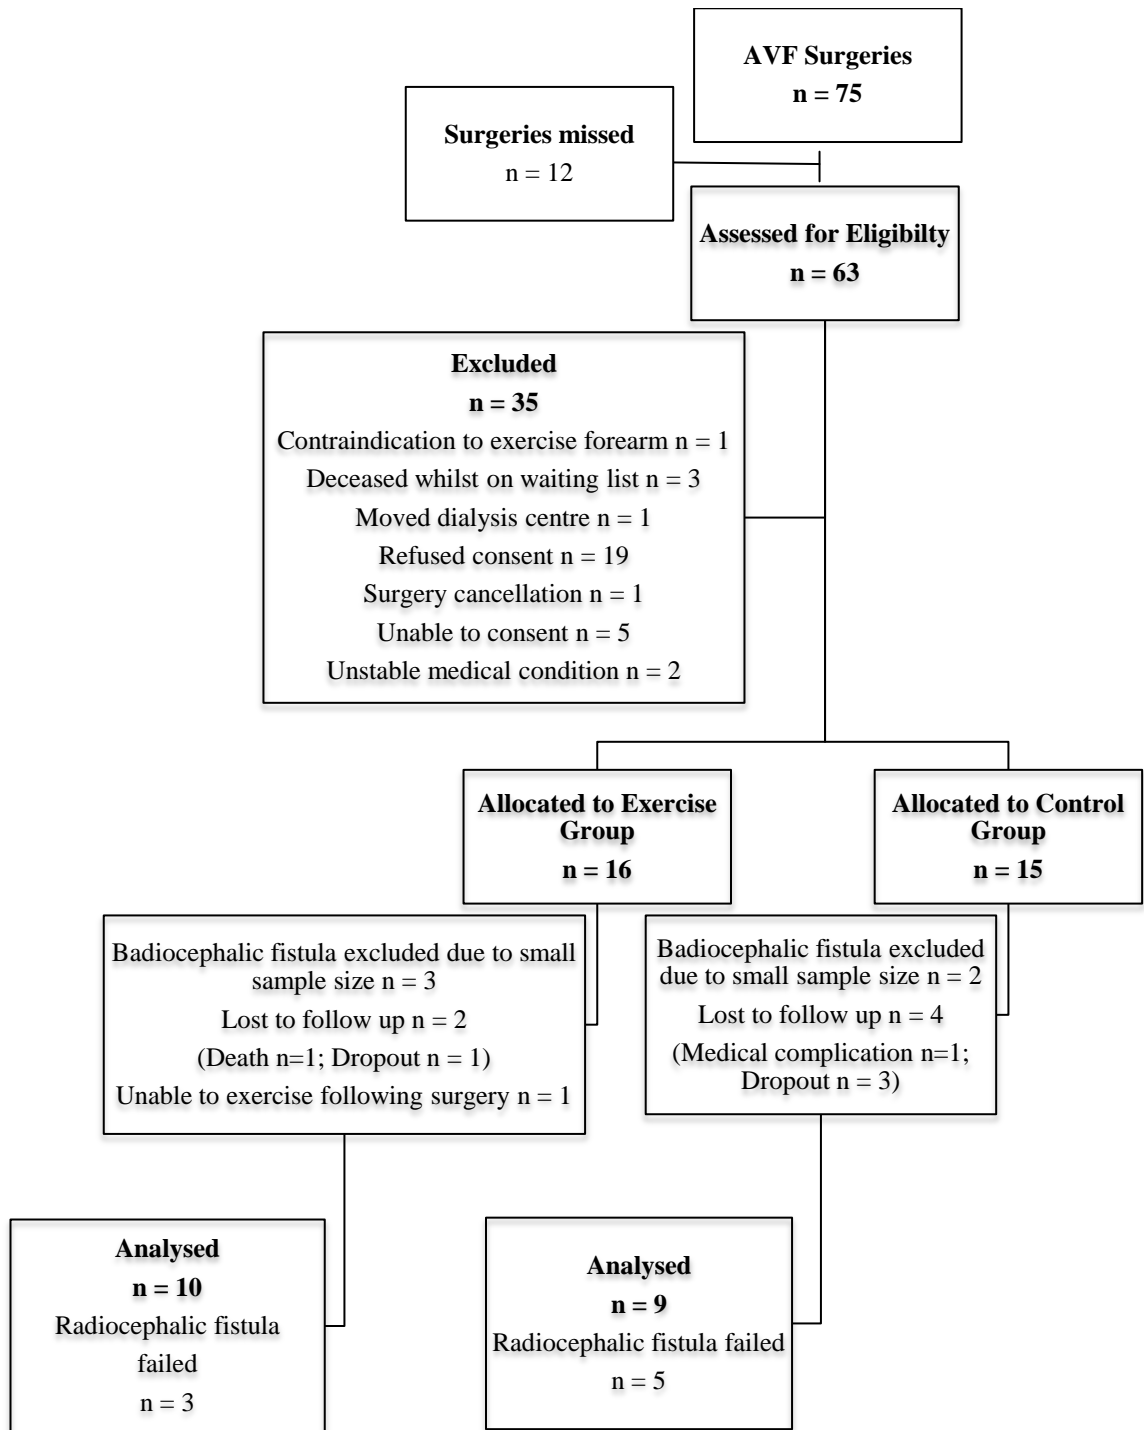 AVF Surgeries
n = 75
Surgeries missed
n = 12
Assessed for Eligibilty
n = 63
Excluded
n = 35
Contraindication to exercise forearm n = 1
Deceased whilst on waiting list n = 3
Moved dialysis centre n = 1
Refused consent n = 19
Surgery cancellation n = 1
Unable to consent n = 5
Unstable medical condition n = 2
Allocated to Exercise
Group
n = 16
Allocated to Control
Group
n = 15
Badiocephalic fistula excluded due to small
sample size n = 3
Lost to follow up n = 2
(Death n=1; Dropout n = 1)
Unable to exercise following surgery n = 1
Badiocephalic fistula excluded
due to small sample size n = 2
Lost to follow up n = 4
(Medical complication n=1;
Dropout n = 3)
Analysed
n = 10
Radiocephalic fistula
failed
n = 3
Analysed
n = 9
Radiocephalic fistula failed
n = 5